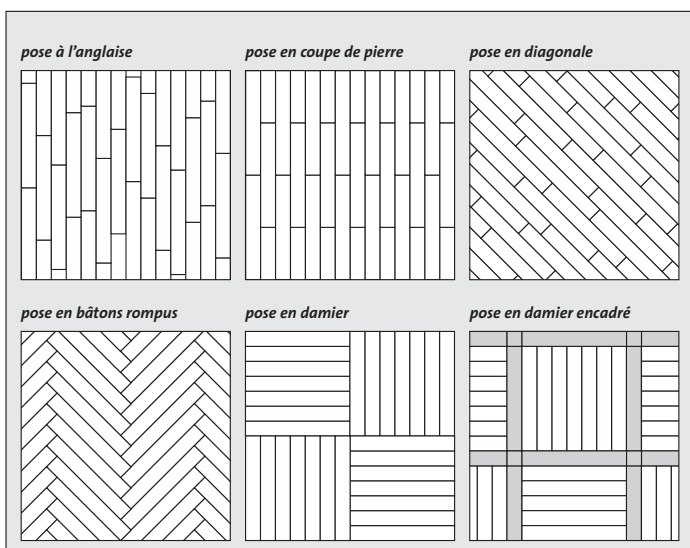 pose à l’anglaise
pose en coupe de pierre
pose en diagonale
pose en bâtons rompus
pose en damier
pose en damier encadré